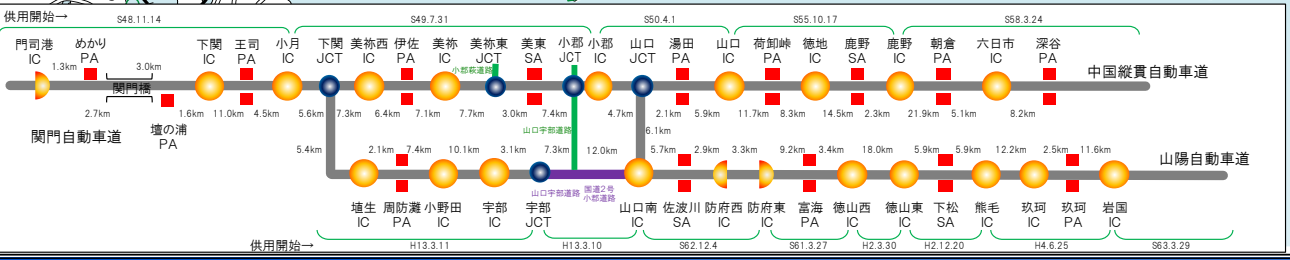 供用開始→
S48.11.14
S49.7.31
S50.4.1
S55.10.17
S58.3.24
門司港
IC
めかり
PA
下関
IC
王司
PA
小月
IC
下関
JCT
美祢西
IC
伊佐
PA
美祢
IC
美祢東
JCT
美東
SA
小郡
JCT
小郡
IC
山口
JCT
湯田
PA
山口
IC
荷卸峠
PA
徳地
IC
鹿野
SA
鹿野
IC
朝倉
PA
六日市
IC
深谷
PA
中国縦貫自動車道
小郡萩道路
1.3km
3.0km
関門橋
2.7km
壇の浦
PA
関門自動車道
1.6km
11.0km
4.5km
5.6km
7.3km
6.4km
7.1km
7.7km
3.0km
7.4km
4.7km
2.1km
5.9km
11.7km
8.3km
14.5km
2.3km
21.9km
5.1km
8.2km
山口宇部道路
6.1km
5.4km
2.1km
7.4km
10.1km
3.1km
7.3km
12.0km
5.7km
2.9km
3.3km
9.2km
3.4km
18.0km
5.9km
5.9km
12.2km
2.5km
11.6km
山陽自動車道
山口宇部道路
国道2号
小郡道路
埴生
IC
周防灘
PA
小野田
IC
宇部
IC
宇部
JCT
山口南
IC
佐波川
SA
防府西
IC
防府東
IC
富海
PA
徳山西
IC
徳山東
IC
下松
SA
熊毛
IC
玖珂
IC
玖珂
PA
岩国
IC
供用開始→
H13.3.11
H13.3.10
S62.12.4
S61.3.27
H2.3.30
H2.12.20
H4.6.25
S63.3.29